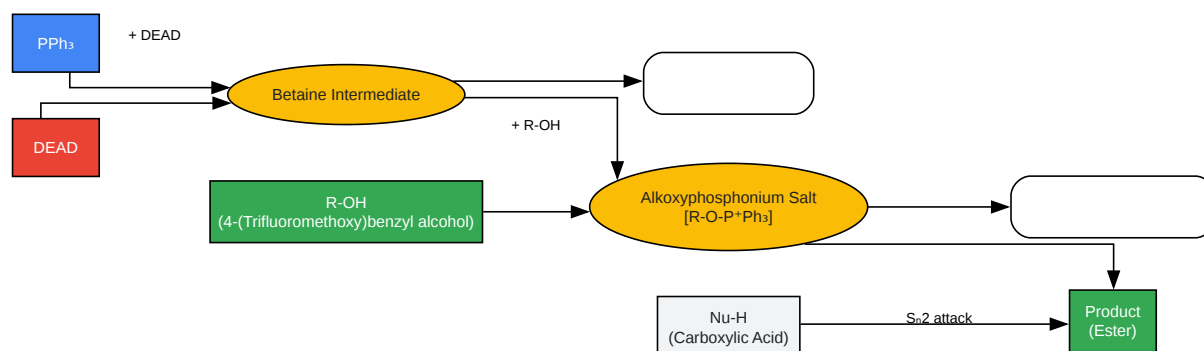 PPh₃
+ DEAD
Betaine Intermediate
DEAD
+ R-OH
R-OH
(4-(Trifluoromethoxy)benzyl alcohol)
Alkoxyphosphonium Salt
[R-O-P⁺Ph₃]
Nu-H
(Carboxylic Acid)
Sₙ2 attack
Product
(Ester)